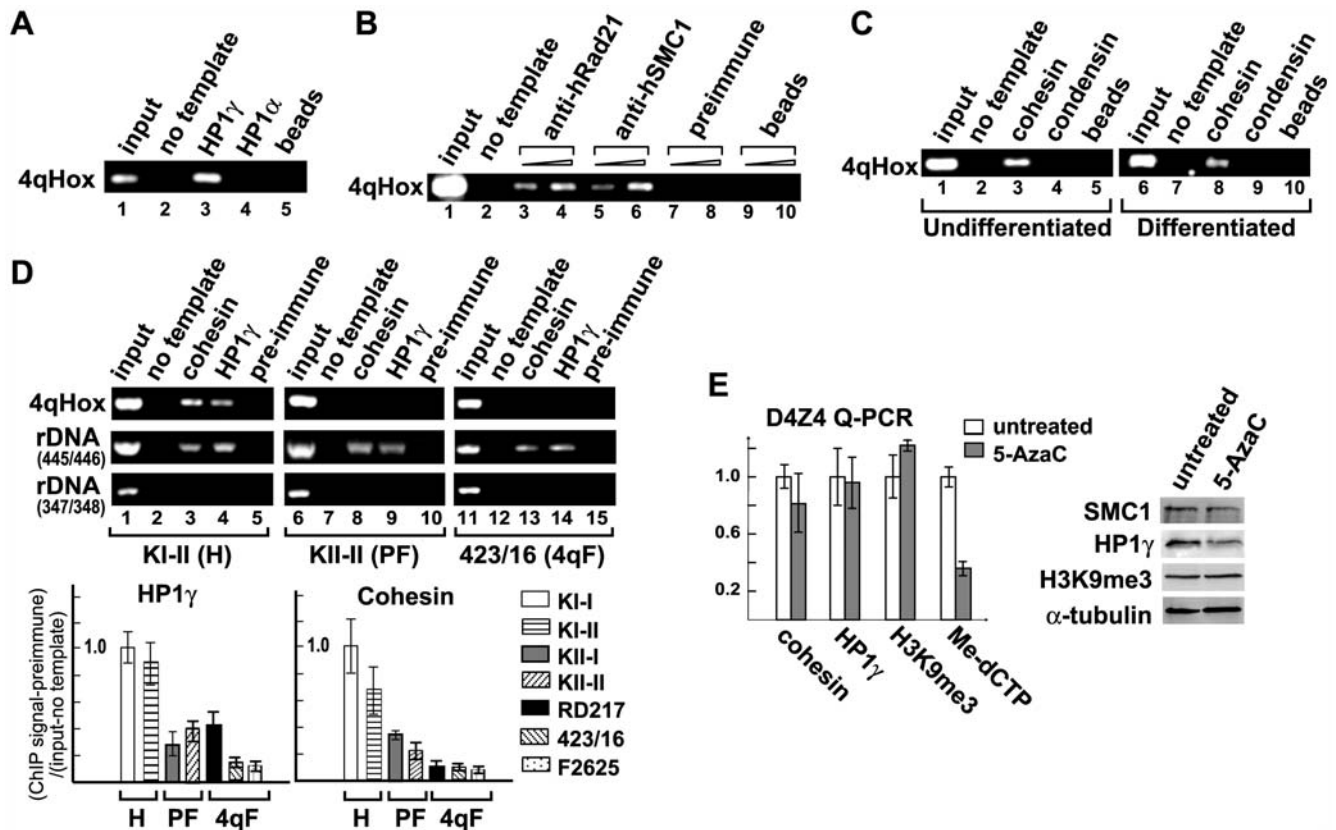 A
input
no template
HP1γ
HP1α
beads
4qHox
1 2 3 4 5
B
input
no template
anti-hRad21
anti-hSMC1
preimmune
beads
4qHox
1 2 3 4 5 6 7 8 9 10
C
input
no template
cohesin
condensin
beads
input
no template
cohesin
condensin
beads
4qHox
1 2 3 4 5 6 7 8 9 10
Undifferentiated Differentiated
D
input
no template
cohesin
HP1γ
pre-immune
input
no template
cohesin
HP1γ
pre-immune
input
no template
cohesin
HP1γ
pre-immune
4qHox
rDNA
(445/446)
rDNA
(347/348)
1 2 3 4 5 6 7 8 9 10 11 12 13 14 15
KI-II (H) KII-II (PF) 423/16 (4qF)
(ChIP signal-preimmune)
/(input-no template)
HP1γ
1.0
H PF 4qF
Cohesin
1.0
H PF 4qF
KI-I
KI-II
KII-I
KII-II
RD217
423/16
F2625
E
D4Z4 Q-PCR
untreated
5-AzaC
1.0
0.6
0.2
cohesin
HP1γ
H3K9me3
Me-dCTP
untreated
5-AzaC
SMC1
HP1γ
H3K9me3
α-tubulin